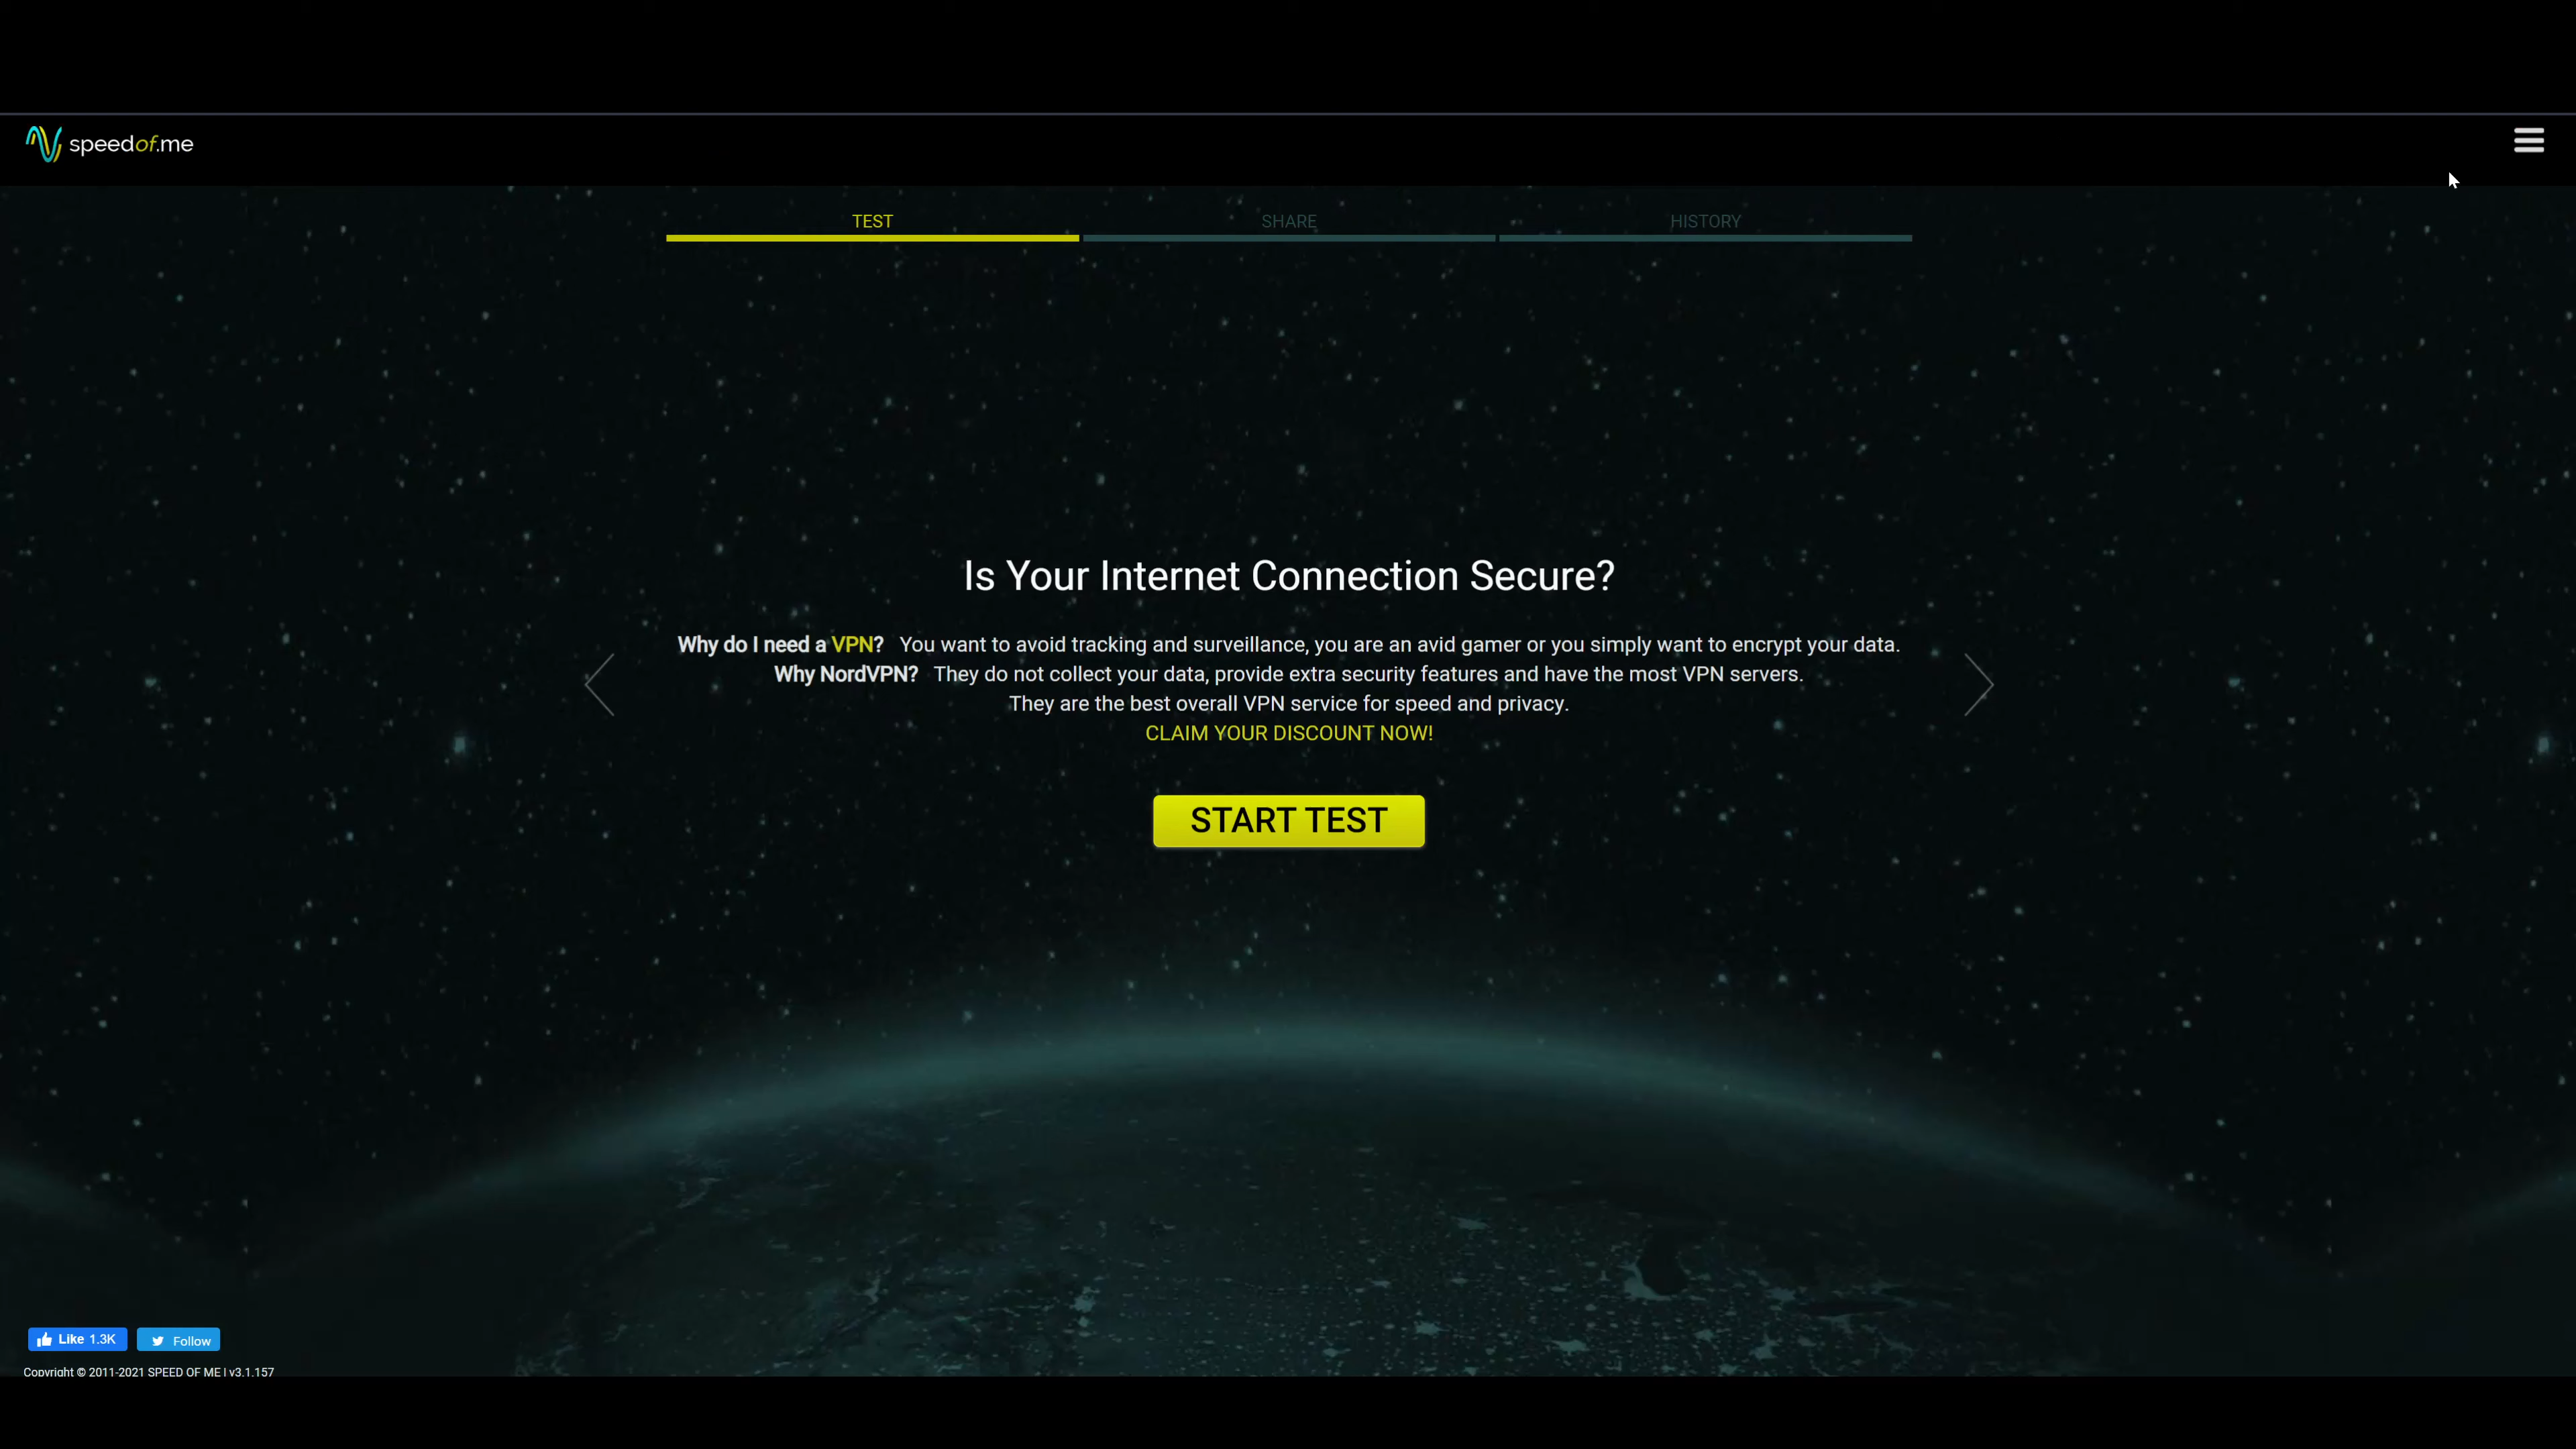 speedof.me
TEST
SHARE
HISTORY
Is Your Internet Connection Secure?
Why do I need a VPN? You want to avoid tracking and surveillance, you are an avid gamer or you simply want to encrypt your data.
Why NordVPN? They do not collect your data, provide extra security features and have the most VPN servers.
They are the best overall VPN service for speed and privacy.
CLAIM YOUR DISCOUNT NOW!
START TEST
Like 1.3K
Follow
Copyright © 2011-2021 SPEED OF ME | v3.1.157